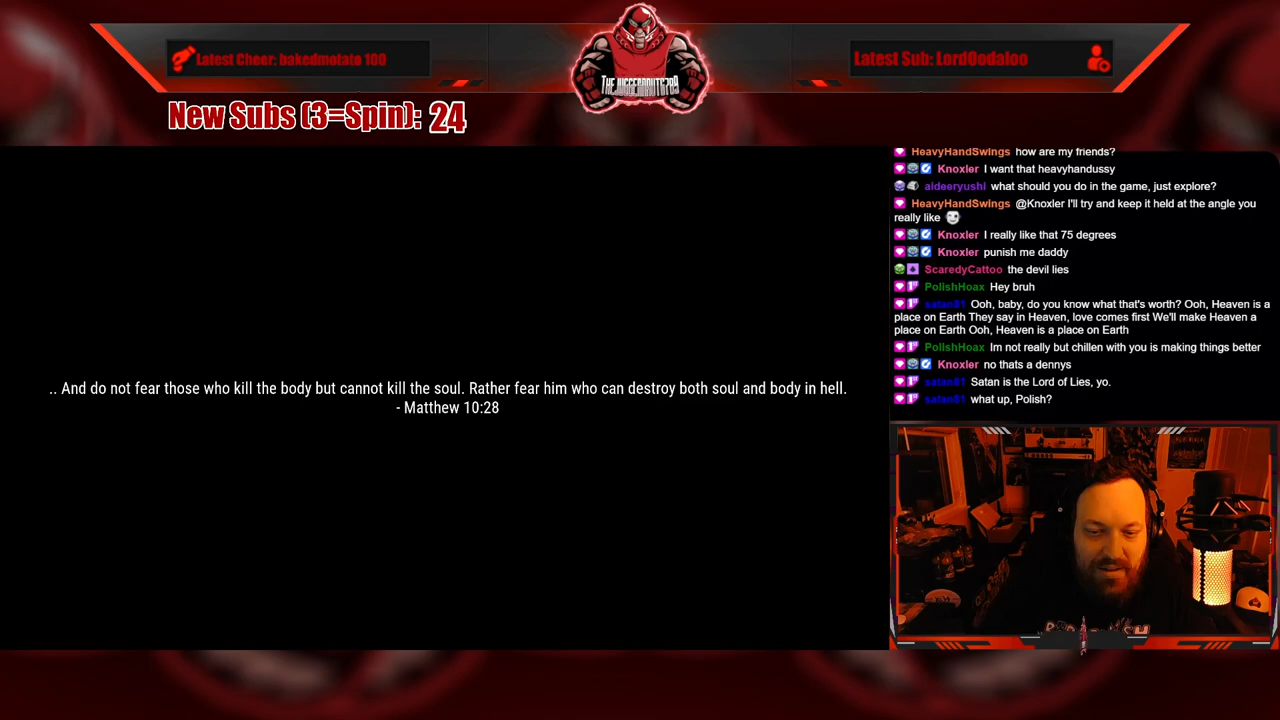 Latest Cheer: bakedmotato 100
THEJUGGERNAUT6789
Latest Sub: LordOodaloo
New Subs (3=Spin): 24
HeavyHandSwings how are my friends?
Knoxler I want that heavyhandussy
aideeryushi what should you do in the game, just explore?
HeavyHandSwings @Knoxler I'll try and keep it held at the angle you
really like
Knoxler I really like that 75 degrees
Knoxler punish me daddy
ScaredyCattoo the devil lies
PolishHoax Hey bruh
satan81 Ooh, baby, do you know what that's worth? Ooh, Heaven is a
place on Earth They say in Heaven, love comes first We'll make Heaven a
place on Earth Ooh, Heaven is a place on Earth
PolishHoax Im not really but chillen with you is making things better
Knoxler no thats a dennys
satan81 Satan is the Lord of Lies, yo.
satan81 what up, Polish?
.. And do not fear those who kill the body but cannot kill the soul. Rather fear him who can destroy both soul and body in hell.
- Matthew 10:28